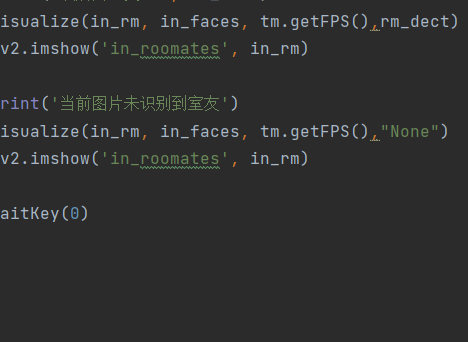 isualize(in_rm, in_faces, tm.getFPS(),rm_dect)
v2.imshow('in_roomates', in_rm)
rint('当前图片未识别到室友')
isualize(in_rm, in_faces, tm.getFPS(),"None")
v2.imshow('in_roomates', in_rm)
aitKey(0)